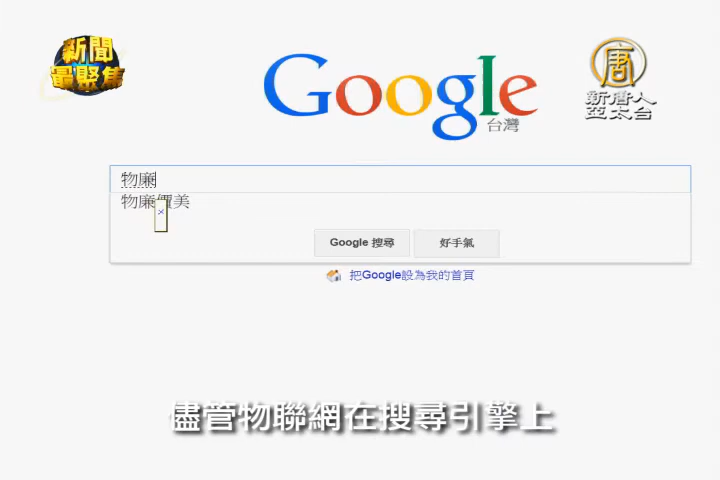 新聞
最聚焦
Google
台灣
唐
新唐人
亞太台
物廉
物廉價美
×
Google 搜尋
好手氣
把Google設為我的首頁
儘管物聯網在搜尋引擎上